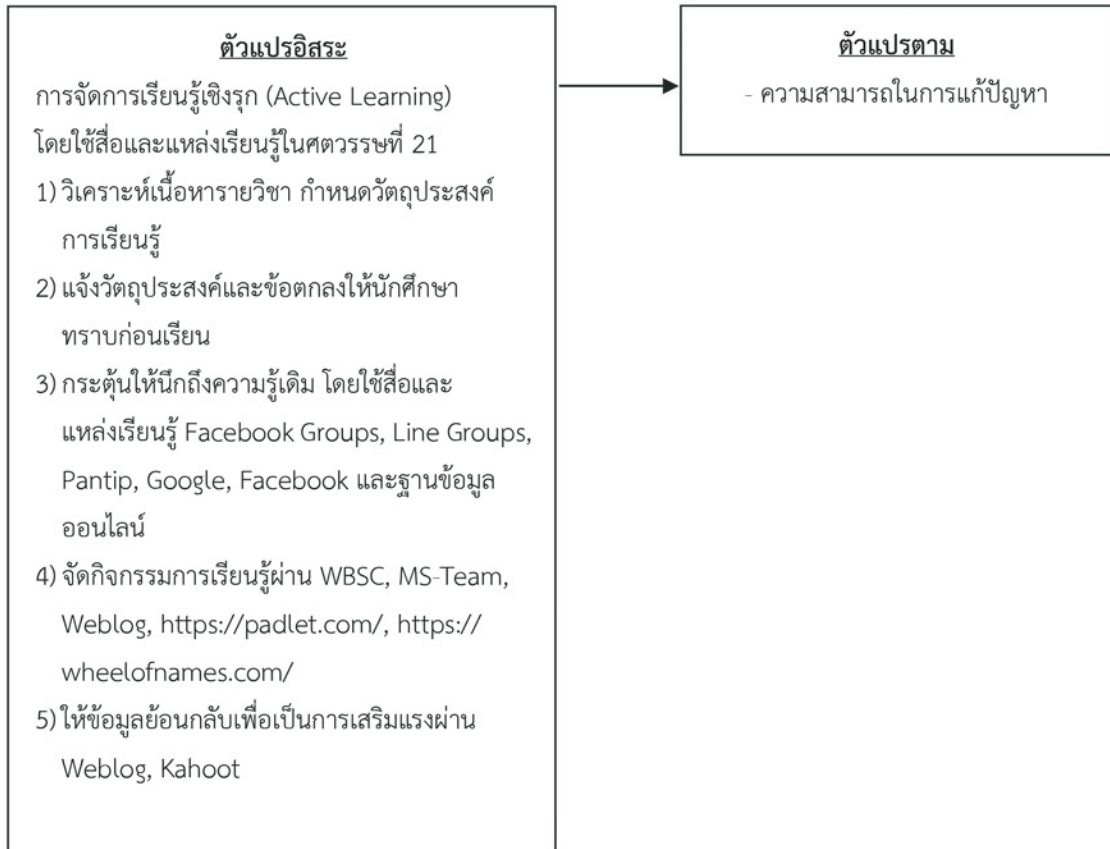 ตัวแปรอิสระ
การจัดการเรียนรู้เชิงรุก (Active Learning)
โดยใช้สื่อและแหล่งเรียนรู้ในศตวรรษที่ 21
1) วิเคราะห์เนื้อหารายวิชา กำหนดวัตถุประสงค์
การเรียนรู้
2) แจ้งวัตถุประสงค์และข้อตกลงให้นักศึกษา
ทราบก่อนเรียน
3) กระตุ้นให้นึกถึงความรู้เดิม โดยใช้สื่อและ
แหล่งเรียนรู้ Facebook Groups, Line Groups,
Pantip, Google, Facebook และฐานข้อมูล
ออนไลน์
4) จัดกิจกรรมการเรียนรู้ผ่าน WBSC, MS-Team,
Weblog, https://padlet.com/, https://
wheelofnames.com/
5) ให้ข้อมูลย้อนกลับเพื่อเป็นการเสริมแรงผ่าน
Weblog, Kahoot
ตัวแปรตาม
- ความสามารถในการแก้ปัญหา